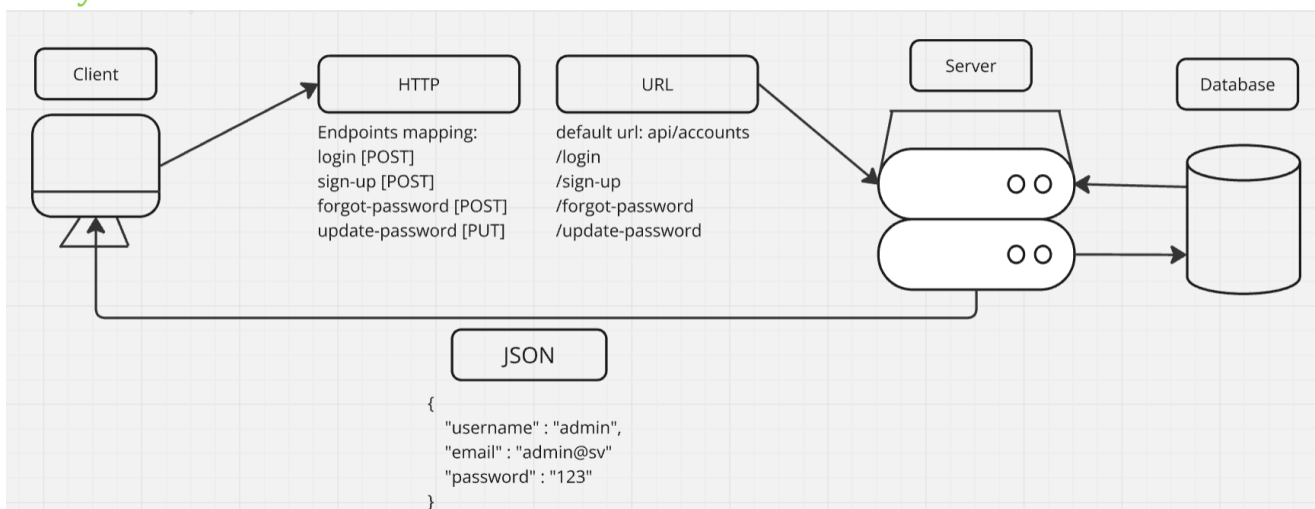 Client
HTTP
Endpoints mapping:
login [POST]
sign-up [POST]
forgot-password [POST]
update-password [PUT]
URL
default url: api/accounts
/login
/sign-up
/forgot-password
/update-password
Server
Database
JSON
{
"username" : "admin",
"email" : "admin@sv"
"password" : "123"
}